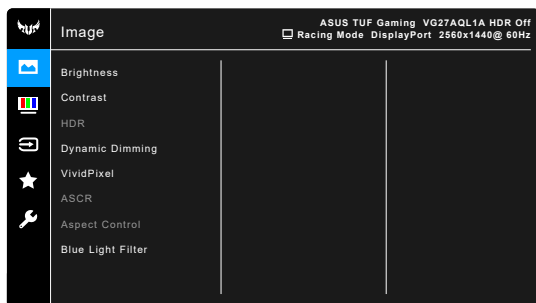 ASUS TUF Gaming VG27AQL1A HDR Off
Image
Racing Mode DisplayPort 2560x1440@ 60Hz
Brightness
Contrast
HDR
Dynamic Dimming
VividPixel
ASCR
Aspect Control
Blue Light Filter